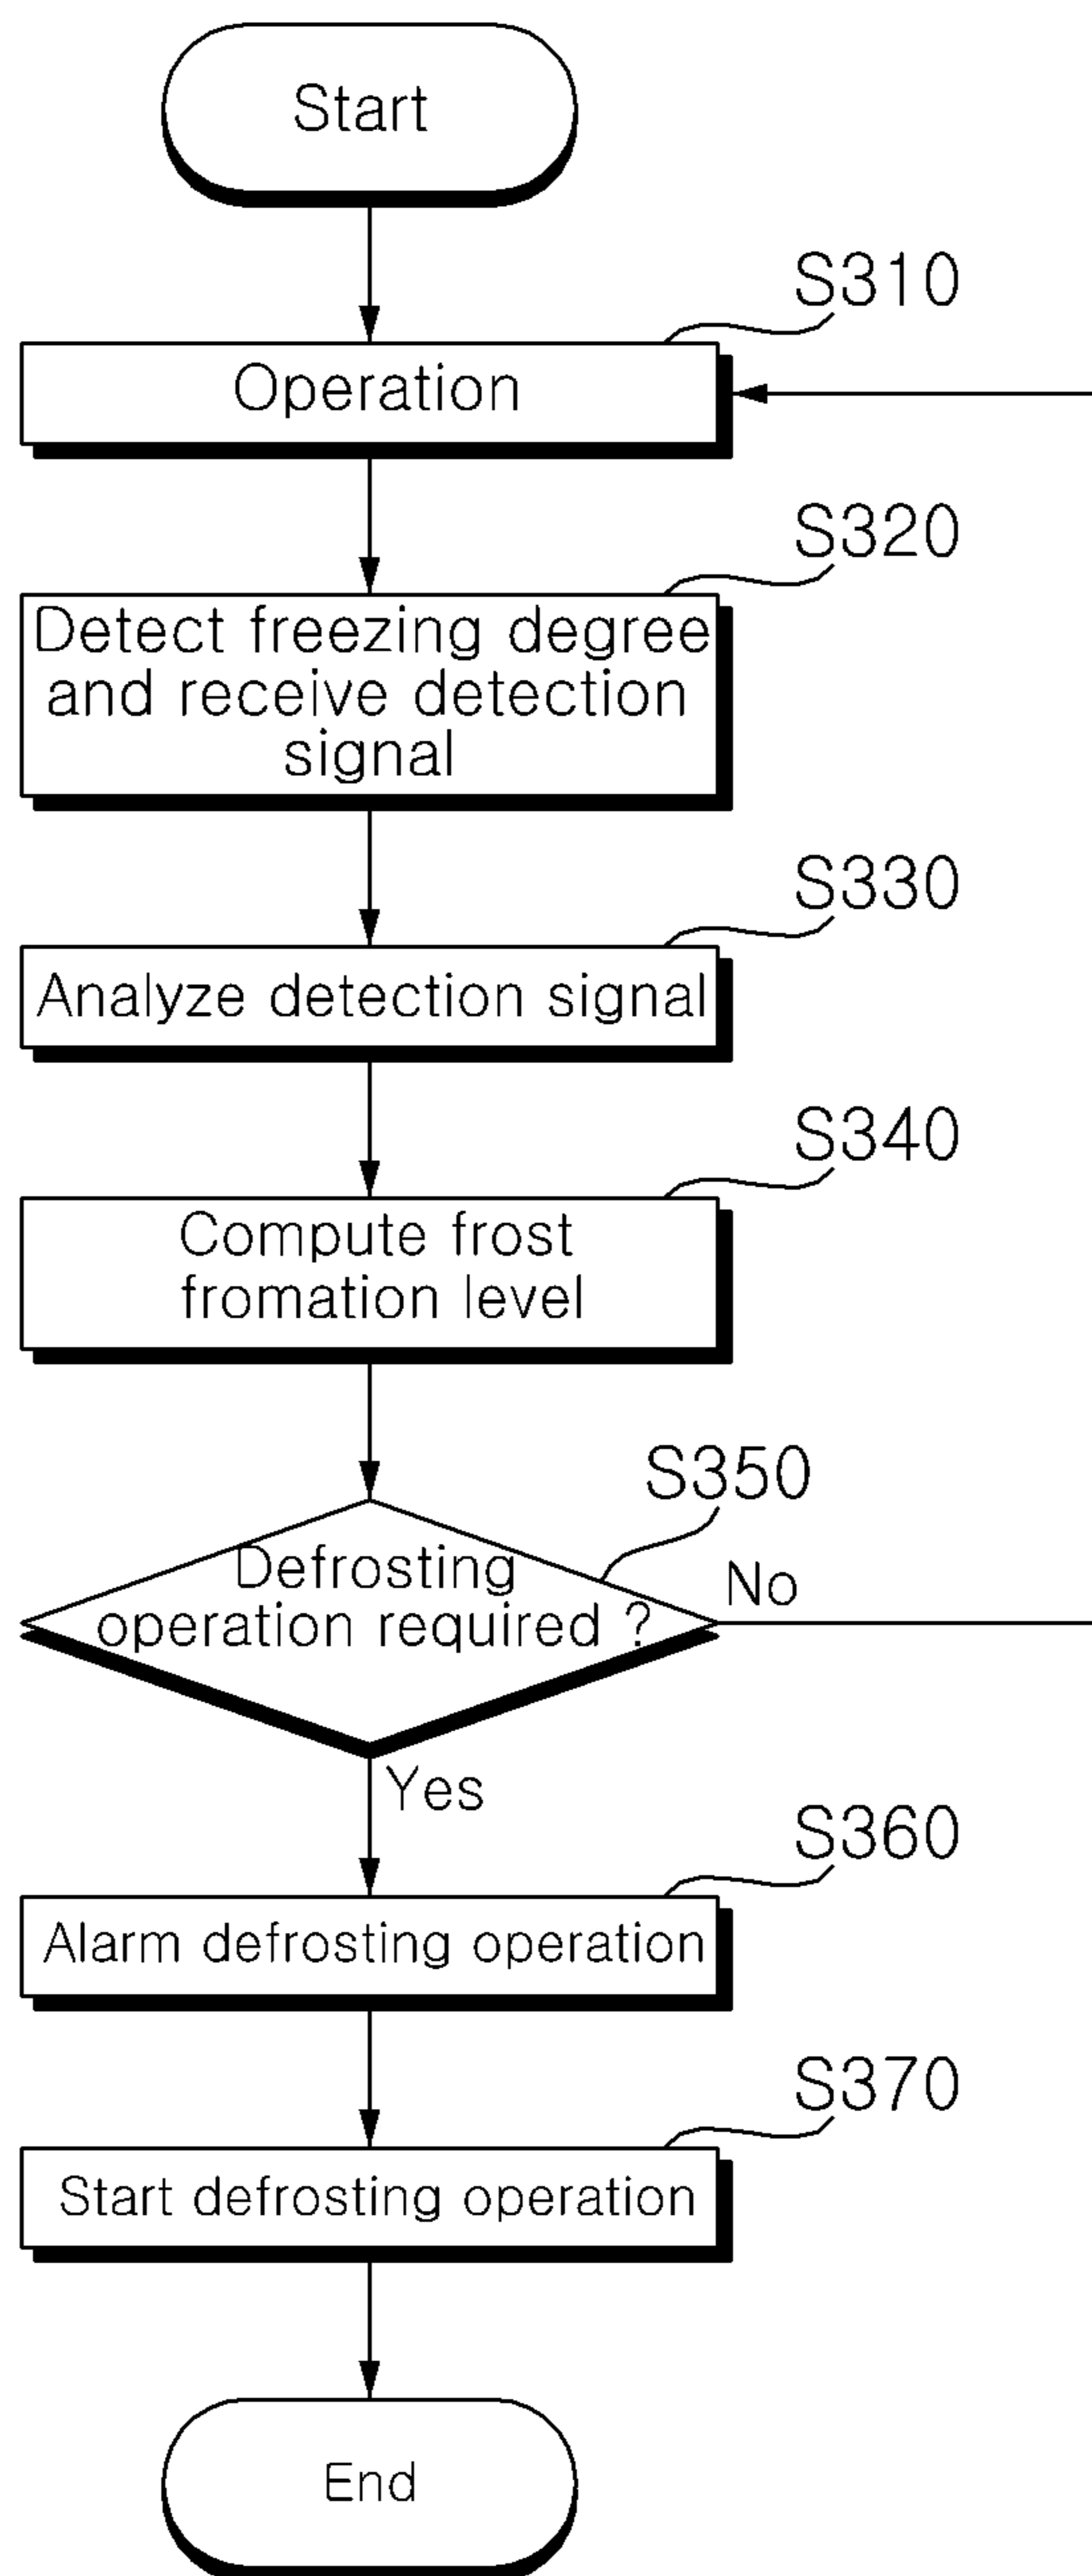 Start
S310
Operation
S320
Detect freezing degree
and receive detection
signal
S330
Analyze detection signal
S340
Compute frost
fromation level
S350
Defrosting
operation required ?
No
Yes
S360
Alarm defrosting operation
S370
Start defrosting operation
End